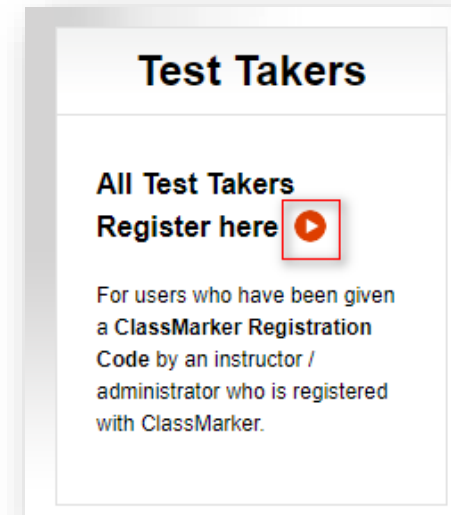 Test Takers
All Test Takers
Register here
For users who have been given
a ClassMarker Registration
Code by an instructor /
administrator who is registered
with ClassMarker.